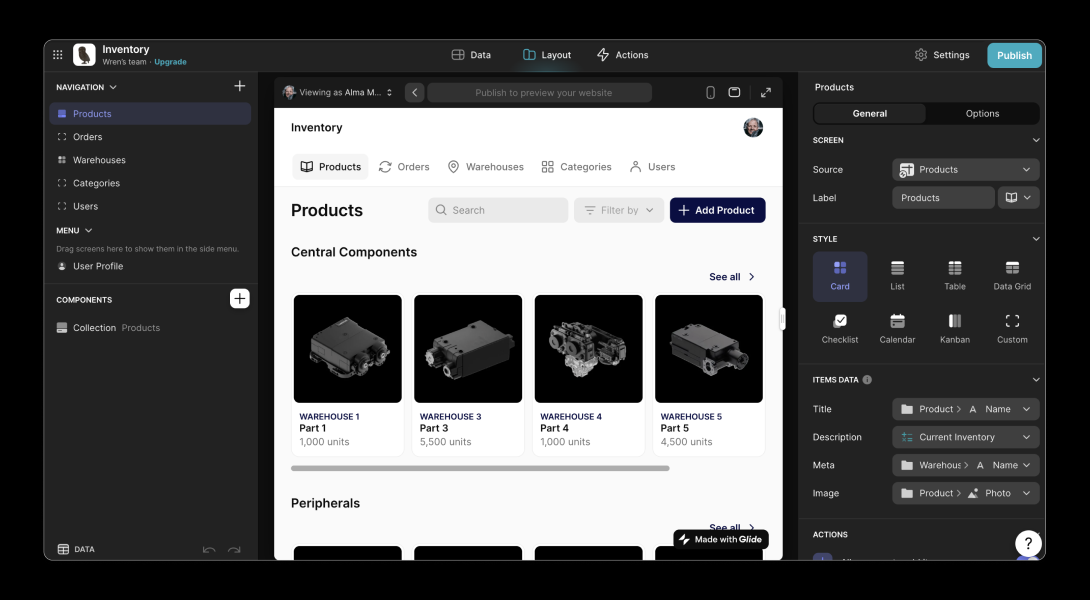 Inventory
Wren's team · Upgrade
Data
Layout
Actions
Settings
Publish
NAVIGATION
Products
Orders
Warehouses
Categories
Users
MENU
Drag screens here to show them in the side menu.
User Profile
COMPONENTS
Collection Products
DATA
Viewing as Alma M...
Publish to preview your website
Inventory
Products
Orders
Warehouses
Categories
Users
Products
Search
Filter by
Add Product
Central Components
See all
WAREHOUSE 1
Part 1
1,000 units
WAREHOUSE 3
Part 3
5,500 units
WAREHOUSE 4
Part 4
1,000 units
WAREHOUSE 5
Part 5
4,500 units
Peripherals
See all
Made with Glide
Products
General
Options
SCREEN
Source
Products
Label
Products
STYLE
Card
List
Table
Data Grid
Checklist
Calendar
Kanban
Custom
ITEMS DATA
Title
Product > A Name
Description
Current Inventory
Meta
Warehous > A Name
Image
Product > Photo
ACTIONS
?